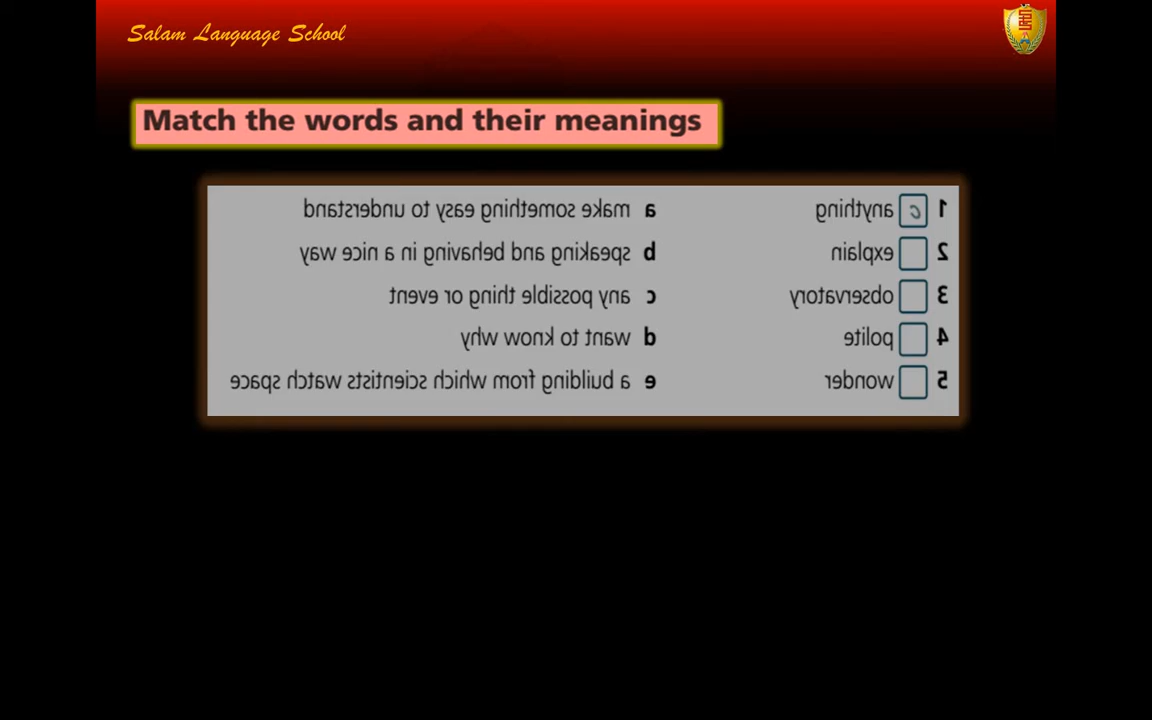 Salam Language School
Match the words and their meanings
1 c anything a make something easy to understand
2 explain b speaking and behaving in a nice way
3 observatory c any possible thing or event
4 polite d want to know why
5 wonder e a building from which scientists watch space